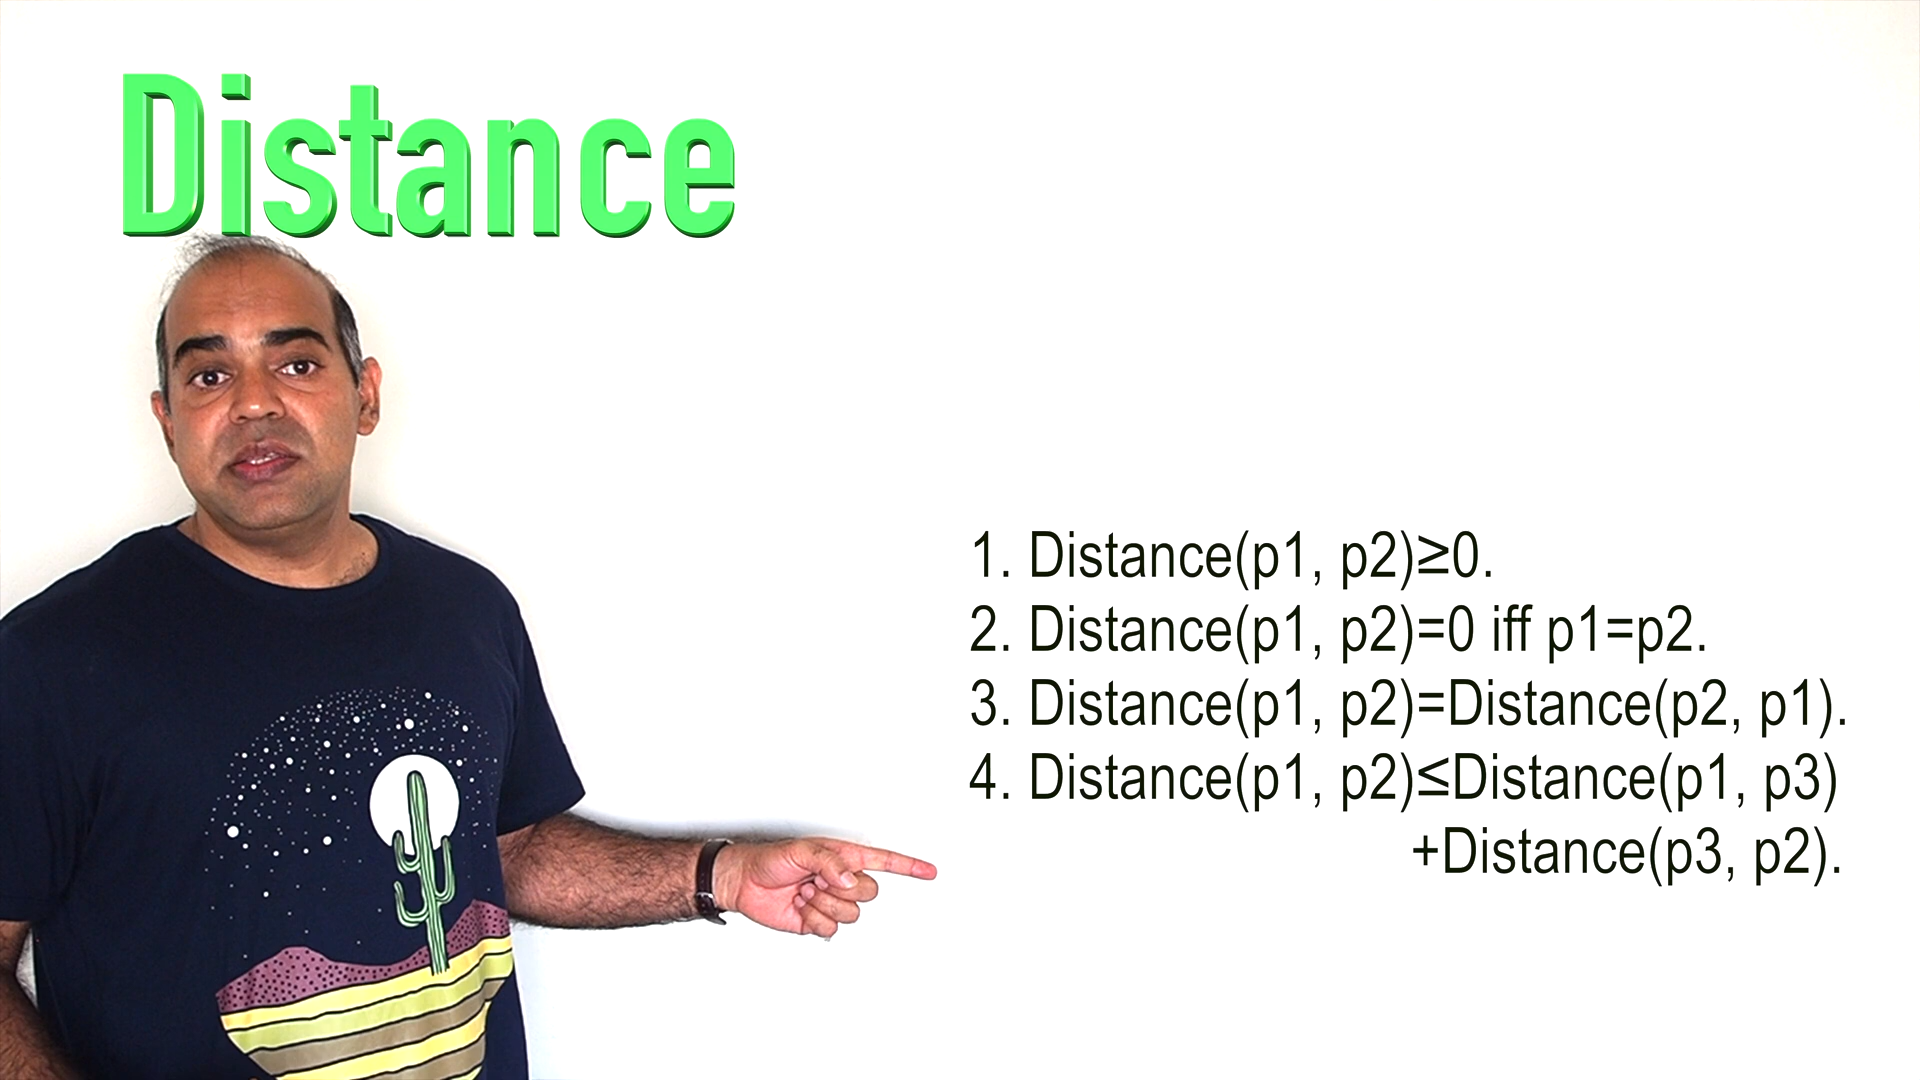 Distance
1. Distance(p1, p2)≥0.
2. Distance(p1, p2)=0 iff p1=p2.
3. Distance(p1, p2)=Distance(p2, p1).
4. Distance(p1, p2)≤Distance(p1, p3)
+Distance(p3, p2).